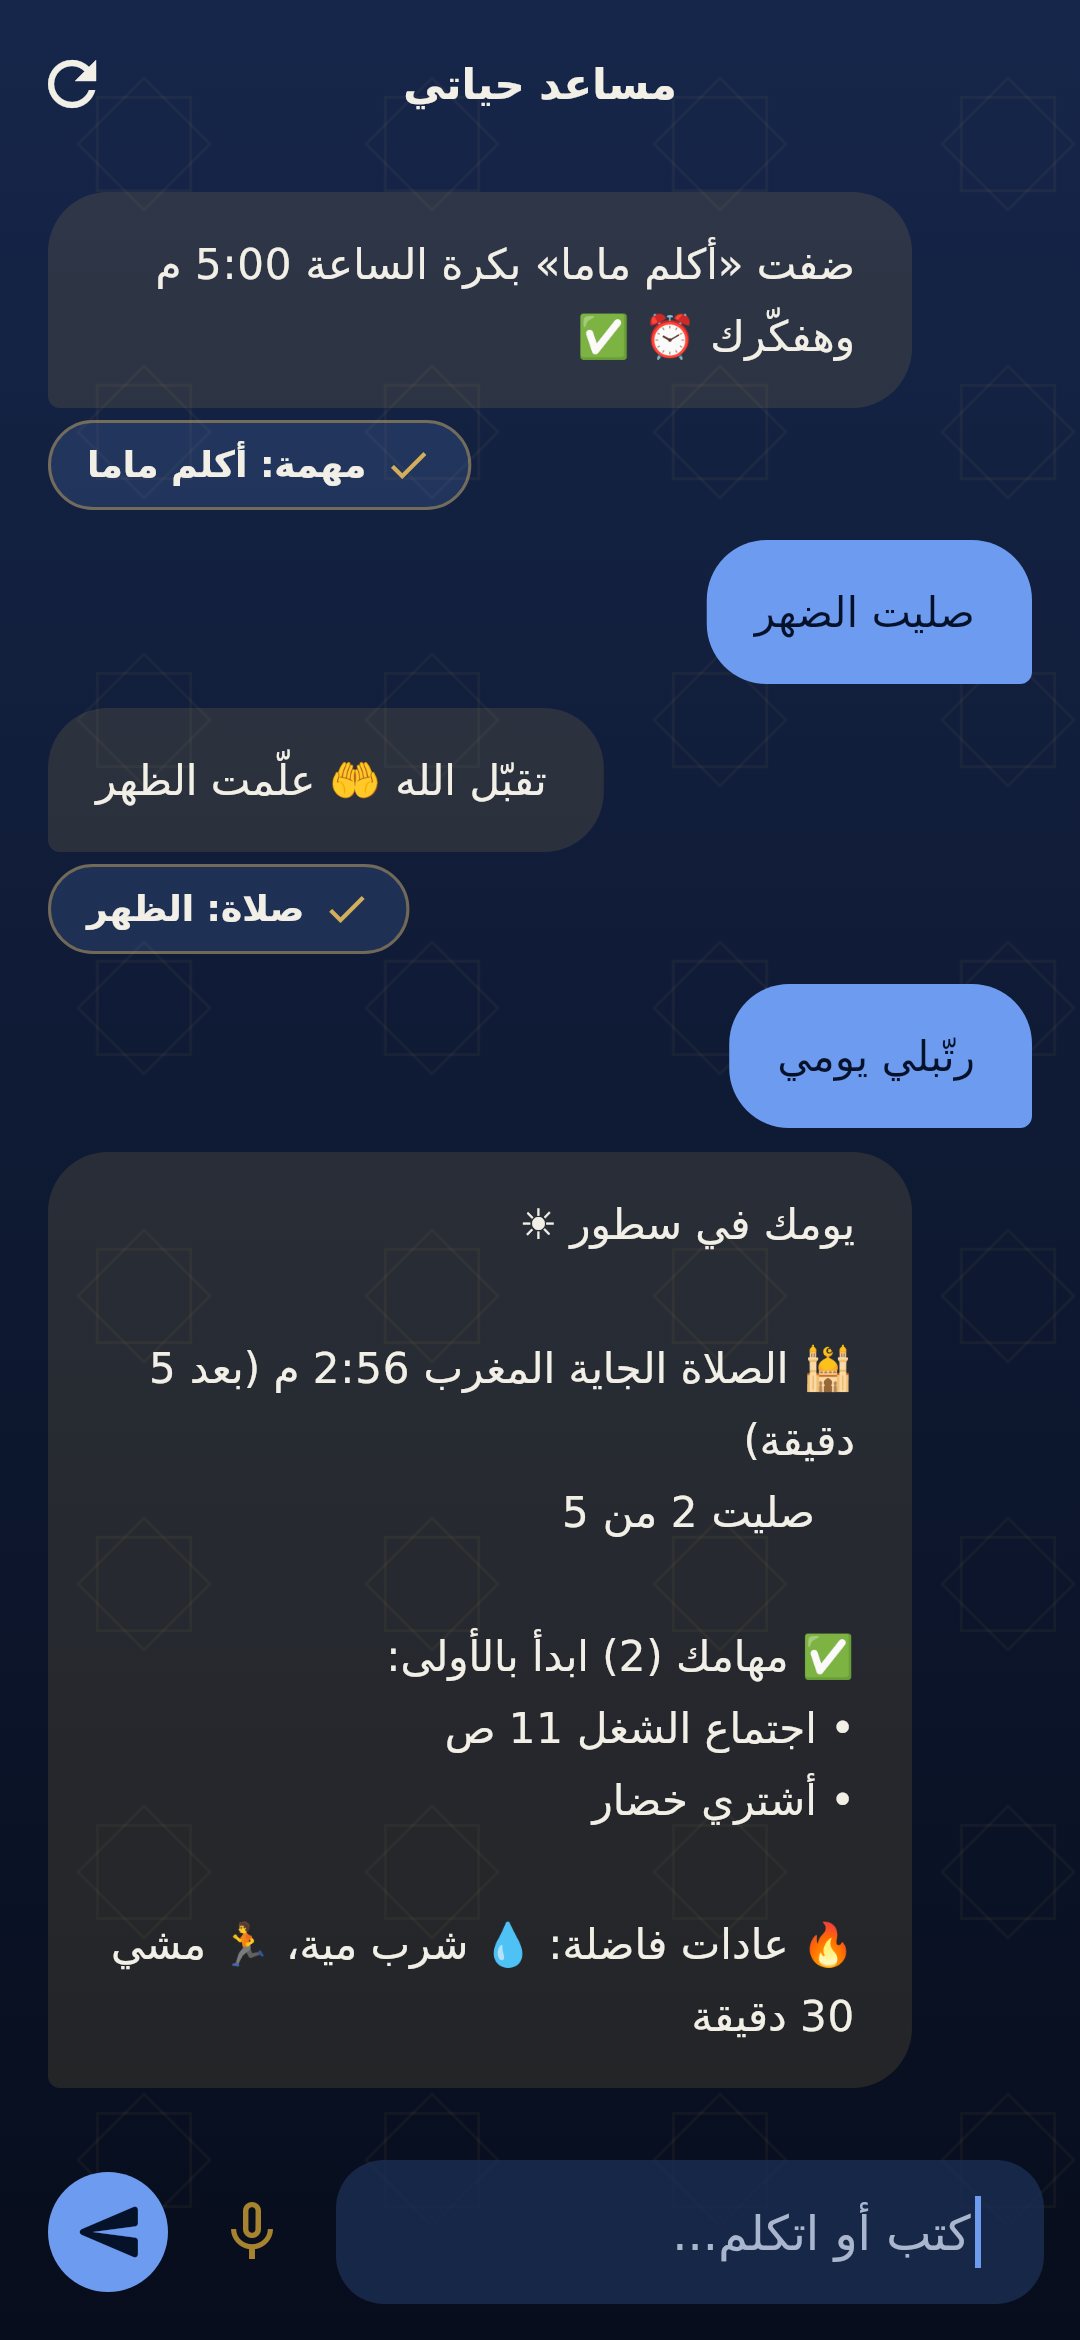 مساعد حياتي
ضفت «أكلم ماما» بكرة الساعة 5:00 م
وهفكّرك ⏰ ✅
مهمة: أكلم ماما
صليت الضهر
تقبّل الله 🤲 علّمت الظهر
صلاة: الظهر
رتّبلي يومي
يومك في سطور ☀
🕌 الصلاة الجاية المغرب 2:56 م (بعد 5
دقيقة)
صليت 2 من 5
✅ مهامك (2) ابدأ بالأولى:
• اجتماع الشغل 11 ص
• أشتري خضار
🔥 عادات فاضلة: 💧 شرب مية، 🏃 مشي
30 دقيقة
كتب أو اتكلم...